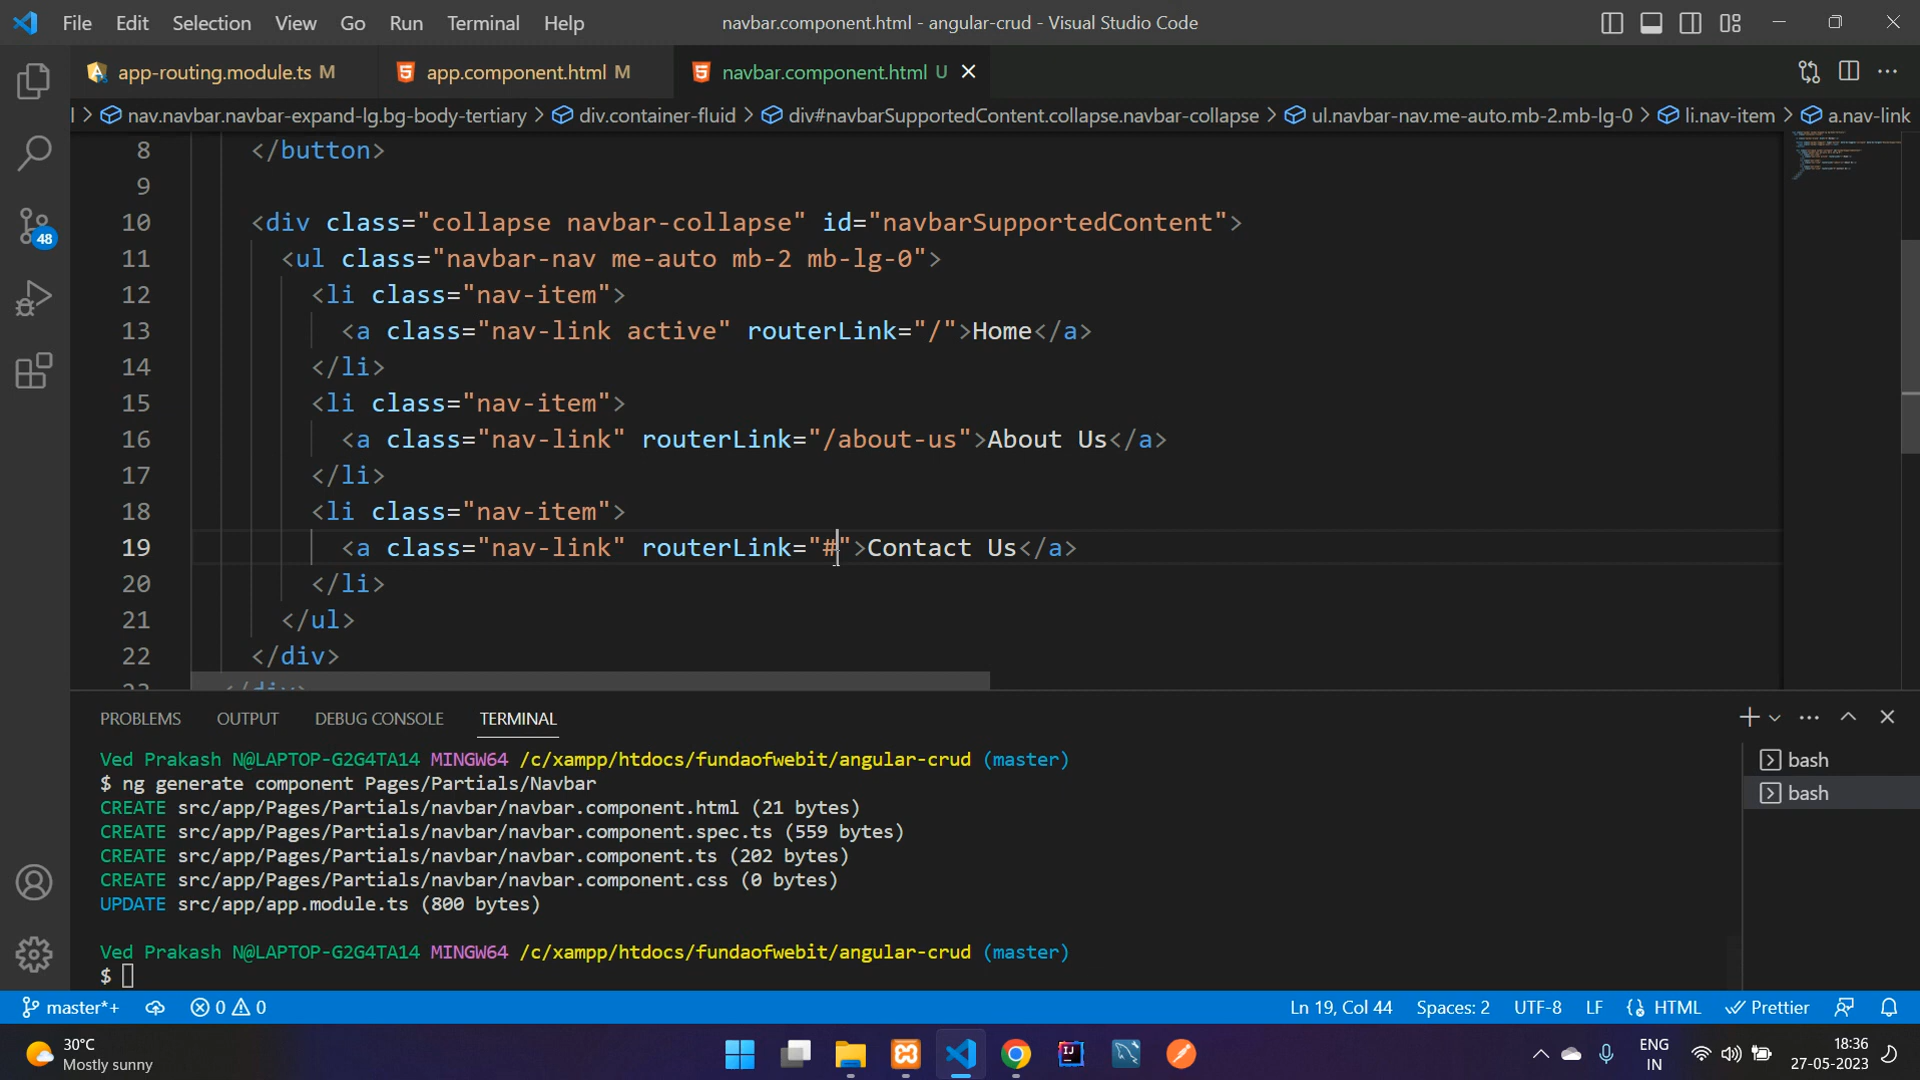 File Edit Selection View Go Run Terminal Help navbar.component.html - angular-crud - Visual Studio Code
app-routing.module.ts M app.component.html M navbar.component.html U
l > nav.navbar.navbar-expand-lg.bg-body-tertiary > div.container-fluid > div#navbarSupportedContent.collapse.navbar-collapse > ul.navbar-nav.me-auto.mb-2.mb-lg-0 > li.nav-item > a.nav-link
8 </button>
9
10 <div class="collapse navbar-collapse" id="navbarSupportedContent">
11 <ul class="navbar-nav me-auto mb-2 mb-lg-0">
12 <li class="nav-item">
13 <a class="nav-link active" routerLink="/">Home</a>
14 </li>
15 <li class="nav-item">
16 <a class="nav-link" routerLink="/about-us">About Us</a>
17 </li>
18 <li class="nav-item">
19 <a class="nav-link" routerLink="#">Contact Us</a>
20 </li>
21 </ul>
22 </div>
23 </div>
48
PROBLEMS OUTPUT DEBUG CONSOLE TERMINAL
Ved Prakash N@LAPTOP-G2G4TA14 MINGW64 /c/xampp/htdocs/fundaofwebit/angular-crud (master)
$ ng generate component Pages/Partials/Navbar
CREATE src/app/Pages/Partials/navbar/navbar.component.html (21 bytes)
CREATE src/app/Pages/Partials/navbar/navbar.component.spec.ts (559 bytes)
CREATE src/app/Pages/Partials/navbar/navbar.component.ts (202 bytes)
CREATE src/app/Pages/Partials/navbar/navbar.component.css (0 bytes)
UPDATE src/app/app.module.ts (800 bytes)
Ved Prakash N@LAPTOP-G2G4TA14 MINGW64 /c/xampp/htdocs/fundaofwebit/angular-crud (master)
$
bash
bash
master*+ 0 0 Ln 19, Col 44 Spaces: 2 UTF-8 LF HTML Prettier
30°C
Mostly sunny
ENG
IN
18:36
27-05-2023